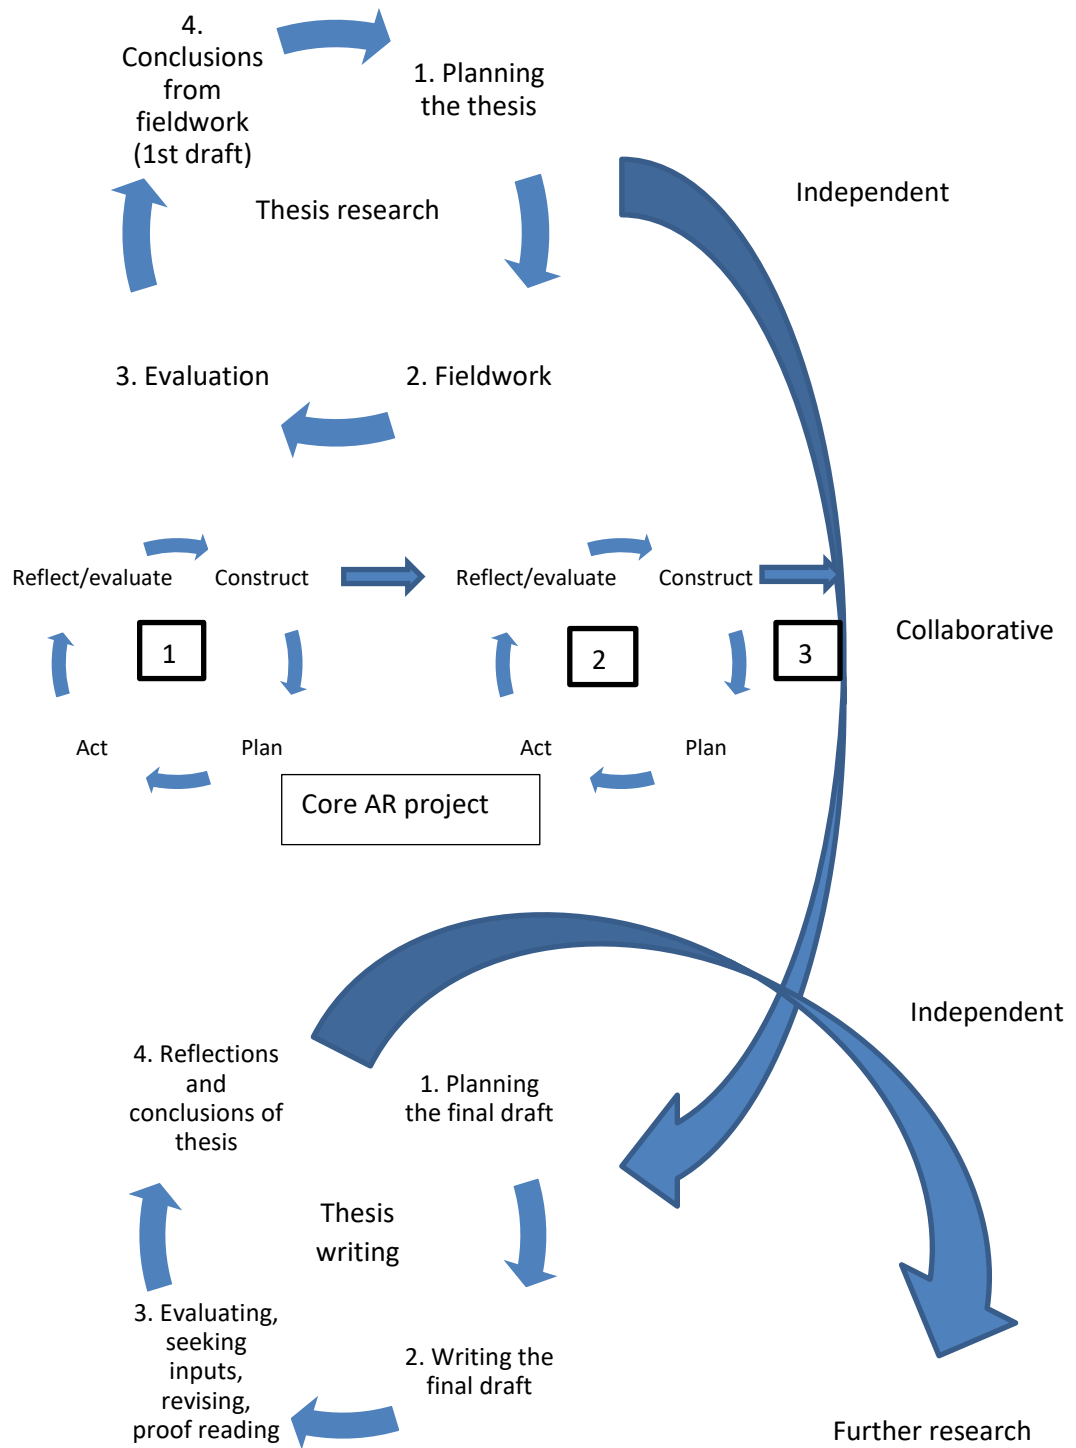 4.
Conclusions
from
fieldwork
(1st draft)
1. Planning
the thesis
Independent
Thesis research
3. Evaluation
2. Fieldwork
Reflect/evaluate
Construct
Reflect/evaluate
Construct
1
2
3
Collaborative
Act
Plan
Act
Plan
Core AR project
Independent
4. Reflections
and
conclusions of
thesis
1. Planning
the final draft
Thesis
writing
3. Evaluating,
seeking
inputs,
revising,
proof reading
2. Writing the
final draft
Further research